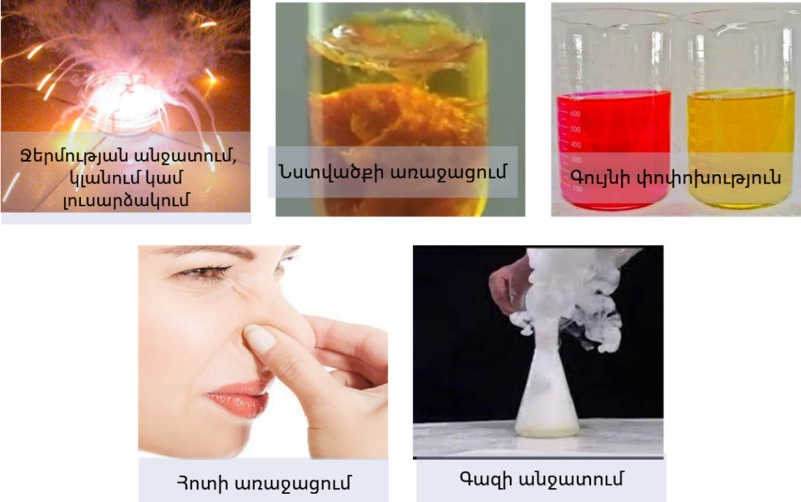 Ջերմության անջատում,
կլանում կամ
լուսարձակում
Նստվածքի առաջացում
Գույնի փոփոխություն
Հոտի առաջացում
Գազի անջատում